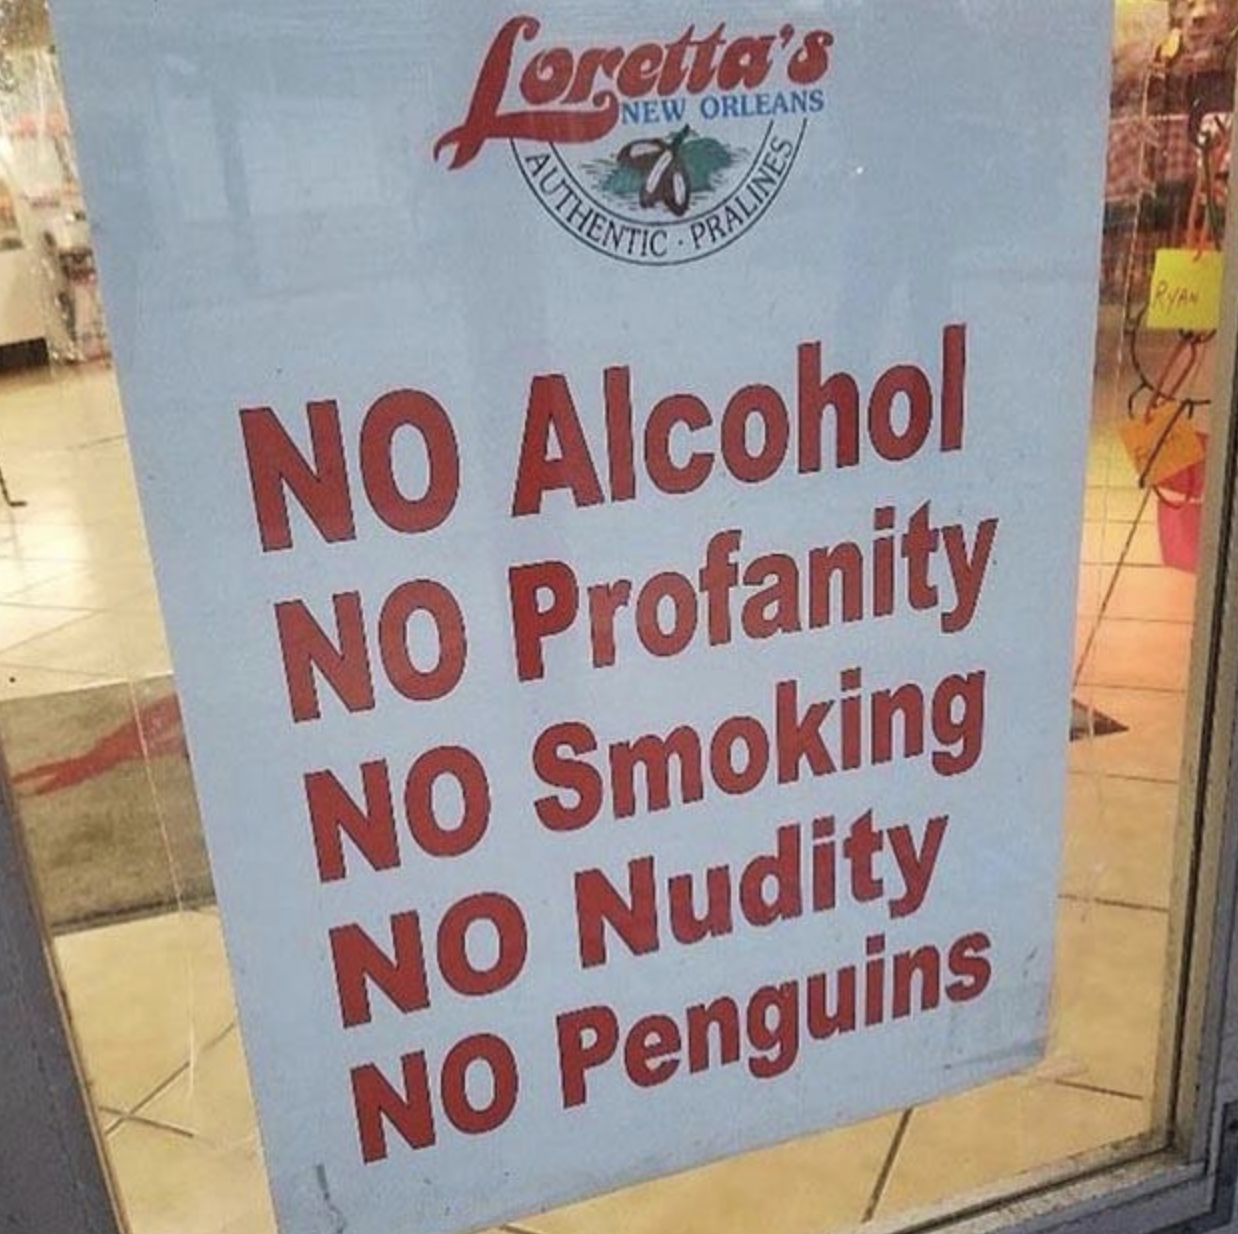 Loretta's
NEW ORLEANS
AUTHENTIC · PRALINES
RYAN
NO Alcohol
NO Profanity
NO Smoking
NO Nudity
NO Penguins